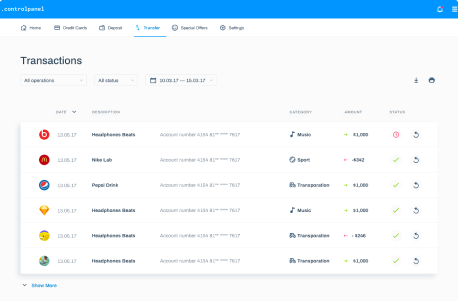 .controlpanel
Home Credit Cards Deposit Transfer Special Offers Settings
Transactions
All operations All status 10.03.17 — 15.03.17
DATE DESCRIPTION CATEGORY AMOUNT STATUS
13.05.17 Headphones Beats Account number 4154 81** **** 7617 Music $1,000
13.05.17 Nike Lab Account number 4154 81** **** 7617 Sport -$342
13.05.17 Pepsi Drink Account number 4154 81** **** 7617 Transporation $1,000
13.05.17 Headphones Beats Account number 4154 81** **** 7617 Music $1,000
13.05.17 Headphones Beats Account number 4154 81** **** 7617 Transporation - $246
13.05.17 Headphones Beats Account number 4154 81** **** 7617 Transporation $1,000
Show More